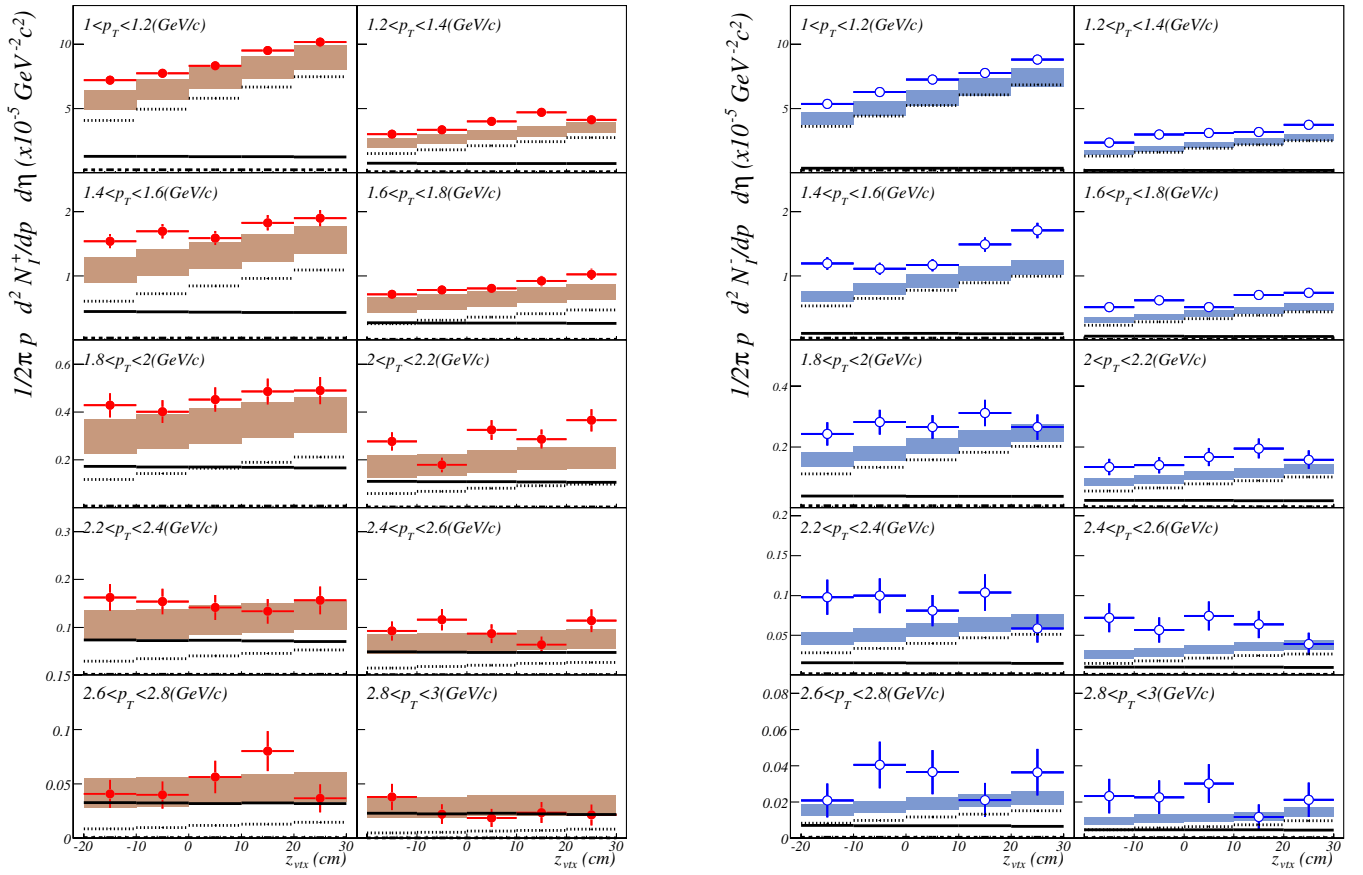 1/2π p d² N_I⁺/dp dη (x10⁻⁵ GeV⁻²c²)
1<p_T<1.2(GeV/c)
1.2<p_T<1.4(GeV/c)
10
5
1.4<p_T<1.6(GeV/c)
1.6<p_T<1.8(GeV/c)
2
1
1.8<p_T<2(GeV/c)
2<p_T<2.2(GeV/c)
0.6
0.4
0.2
2.2<p_T<2.4(GeV/c)
2.4<p_T<2.6(GeV/c)
0.3
0.2
0.1
2.6<p_T<2.8(GeV/c)
2.8<p_T<3(GeV/c)
0.15
0.1
0.05
0
-20 -10 0 10 20 30 -10 0 10 20 30
z_vtx (cm)
z_vtx (cm)
1/2π p d² N_I⁻/dp dη (x10⁻⁵ GeV⁻²c²)
1<p_T<1.2(GeV/c)
1.2<p_T<1.4(GeV/c)
10
5
1.4<p_T<1.6(GeV/c)
1.6<p_T<1.8(GeV/c)
2
1
1.8<p_T<2(GeV/c)
2<p_T<2.2(GeV/c)
0.4
0.2
2.2<p_T<2.4(GeV/c)
2.4<p_T<2.6(GeV/c)
0.2
0.15
0.1
0.05
2.6<p_T<2.8(GeV/c)
2.8<p_T<3(GeV/c)
0.08
0.06
0.04
0.02
0
-20 -10 0 10 20 30 -10 0 10 20 30
z_vtx (cm)
z_vtx (cm)